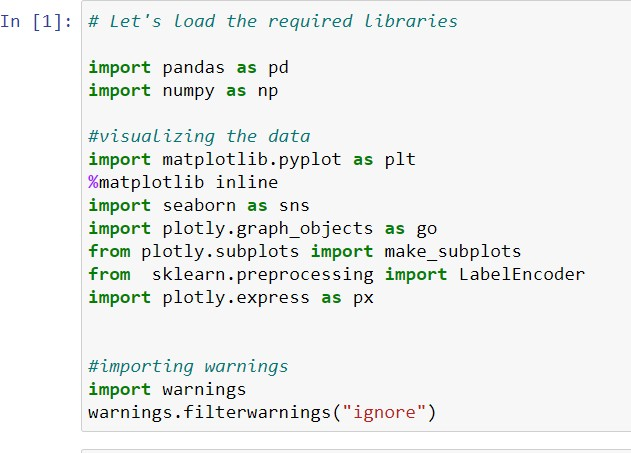 In [1]: # Let's load the required libraries
import pandas as pd
import numpy as np
#visualizing the data
import matplotlib.pyplot as plt
%matplotlib inline
import seaborn as sns
import plotly.graph_objects as go
from plotly.subplots import make_subplots
from  sklearn.preprocessing import LabelEncoder
import plotly.express as px
#importing warnings
import warnings
warnings.filterwarnings("ignore")